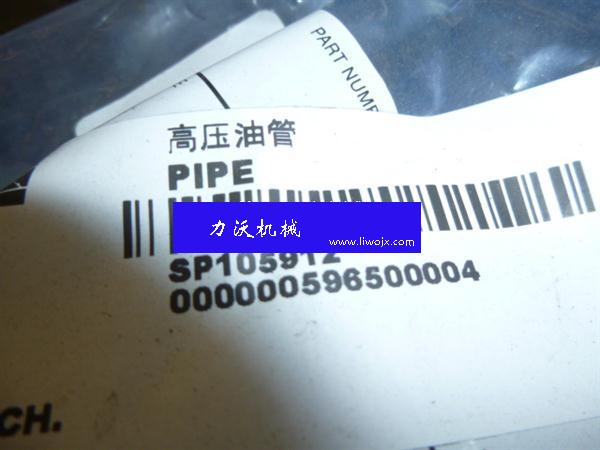 PART NUMB
高压油管
PIPE
力沃机械
www.liwojx.com
SP105912
000000596500004
CH.